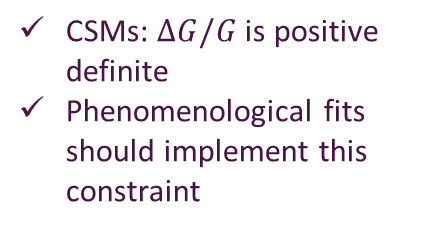 ✓ CSMs: Δ𝐺/𝐺 is positive
definite
✓ Phenomenological fits
should implement this
constraint